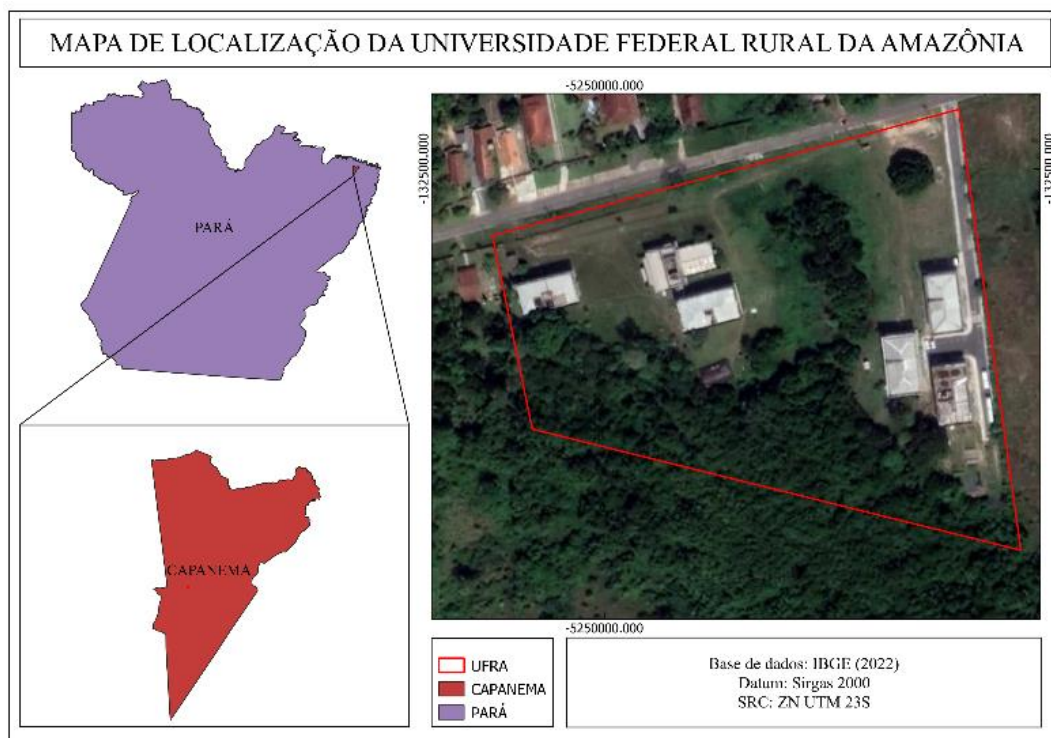 MAPA DE LOCALIZAÇÃO DA UNIVERSIDADE FEDERAL RURAL DA AMAZÔNIA
-5250000.000
-132500.000
-132500.000
PARÁ
CAPANEMA
-5250000.000
UFRA
CAPANEMA
PARÁ
Base de dados: IBGE (2022)
Datum: Sirgas 2000
SRC: ZN UTM 23S